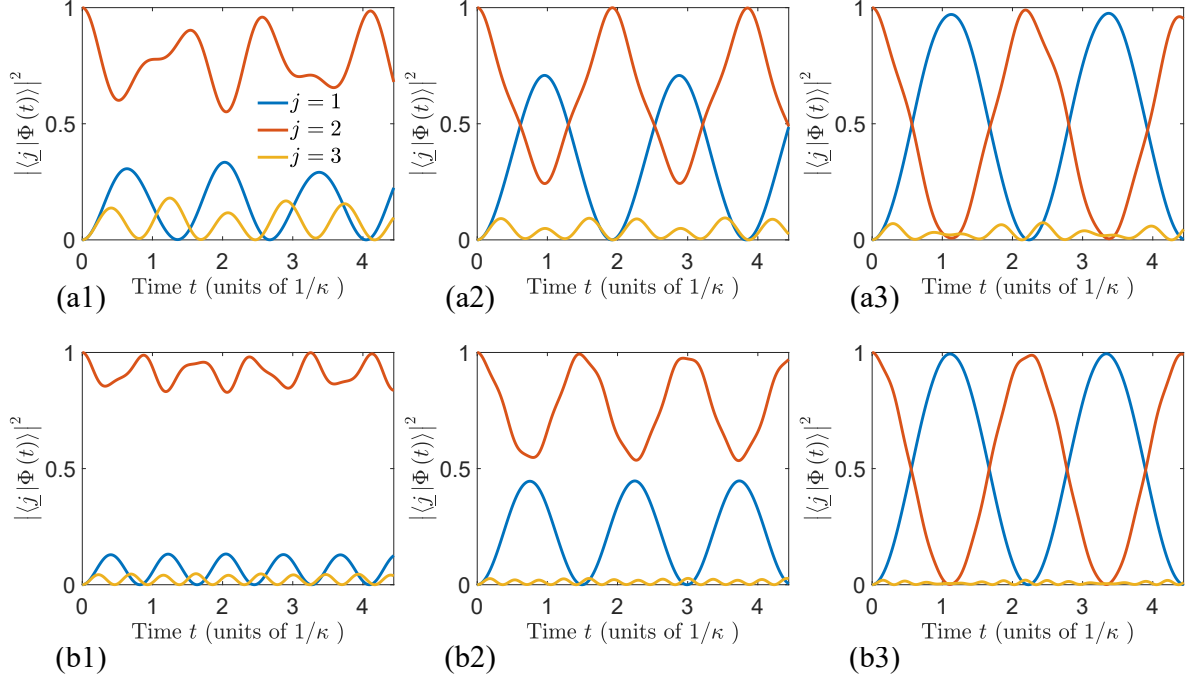 1
0.5
0
|⟨j̲|Φ(t)⟩|²
j = 1
j = 2
j = 3
0 1 2 3 4
Time t (units of 1/κ )
(a1)
1
0.5
0
|⟨j̲|Φ(t)⟩|²
0 1 2 3 4
Time t (units of 1/κ )
(a2)
1
0.5
0
|⟨j̲|Φ(t)⟩|²
0 1 2 3 4
Time t (units of 1/κ )
(a3)
1
0.5
0
|⟨j̲|Φ(t)⟩|²
0 1 2 3 4
Time t (units of 1/κ )
(b1)
1
0.5
0
|⟨j̲|Φ(t)⟩|²
0 1 2 3 4
Time t (units of 1/κ )
(b2)
1
0.5
0
|⟨j̲|Φ(t)⟩|²
0 1 2 3 4
Time t (units of 1/κ )
(b3)